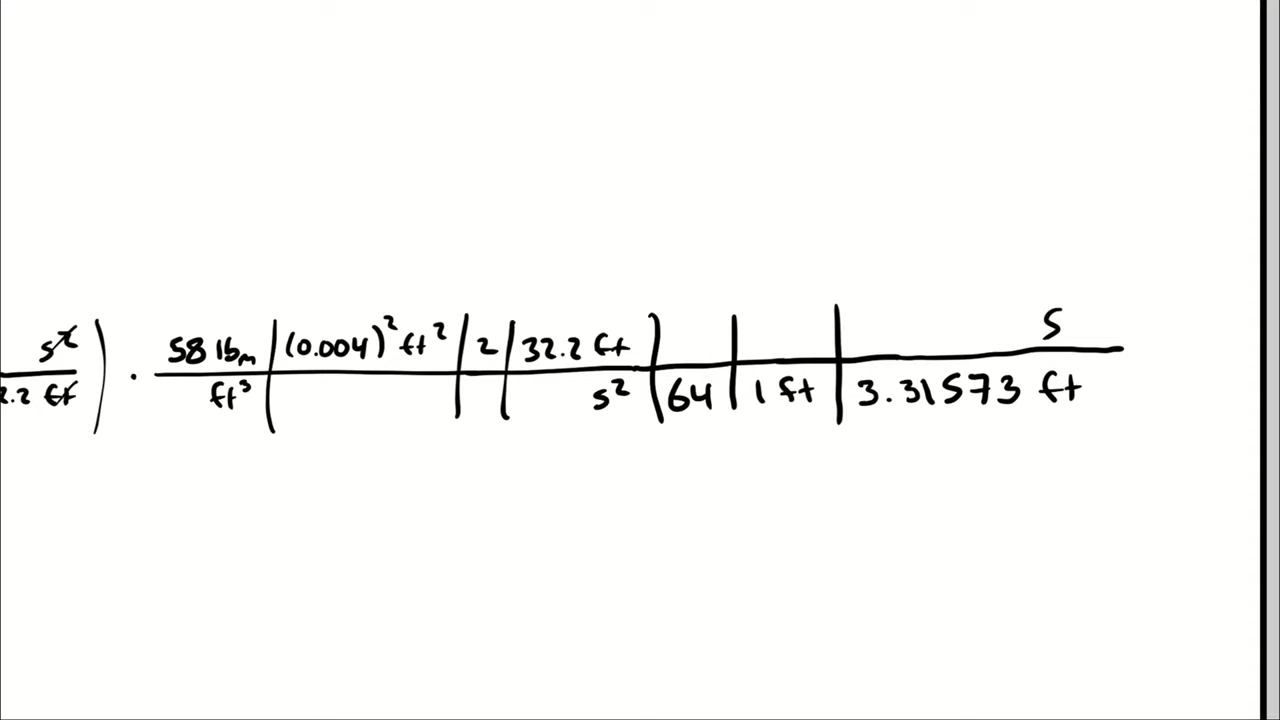 s² ) · 58 lbm | (0.004)² ft² | 2 | 32.2 ft | | | s
.2 ft ft³ | | | s² | 64 | 1 ft | 3.31573 ft